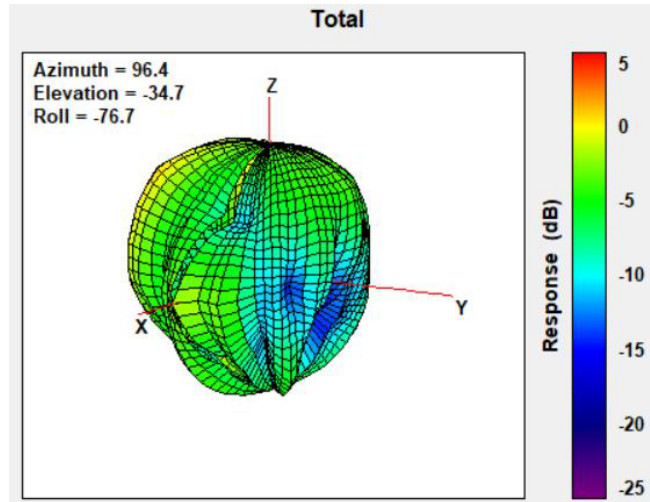 Total
Azimuth = 96.4
Elevation = -34.7
Roll = -76.7
Z
X
Y
Response (dB)
5
0
-5
-10
-15
-20
-25